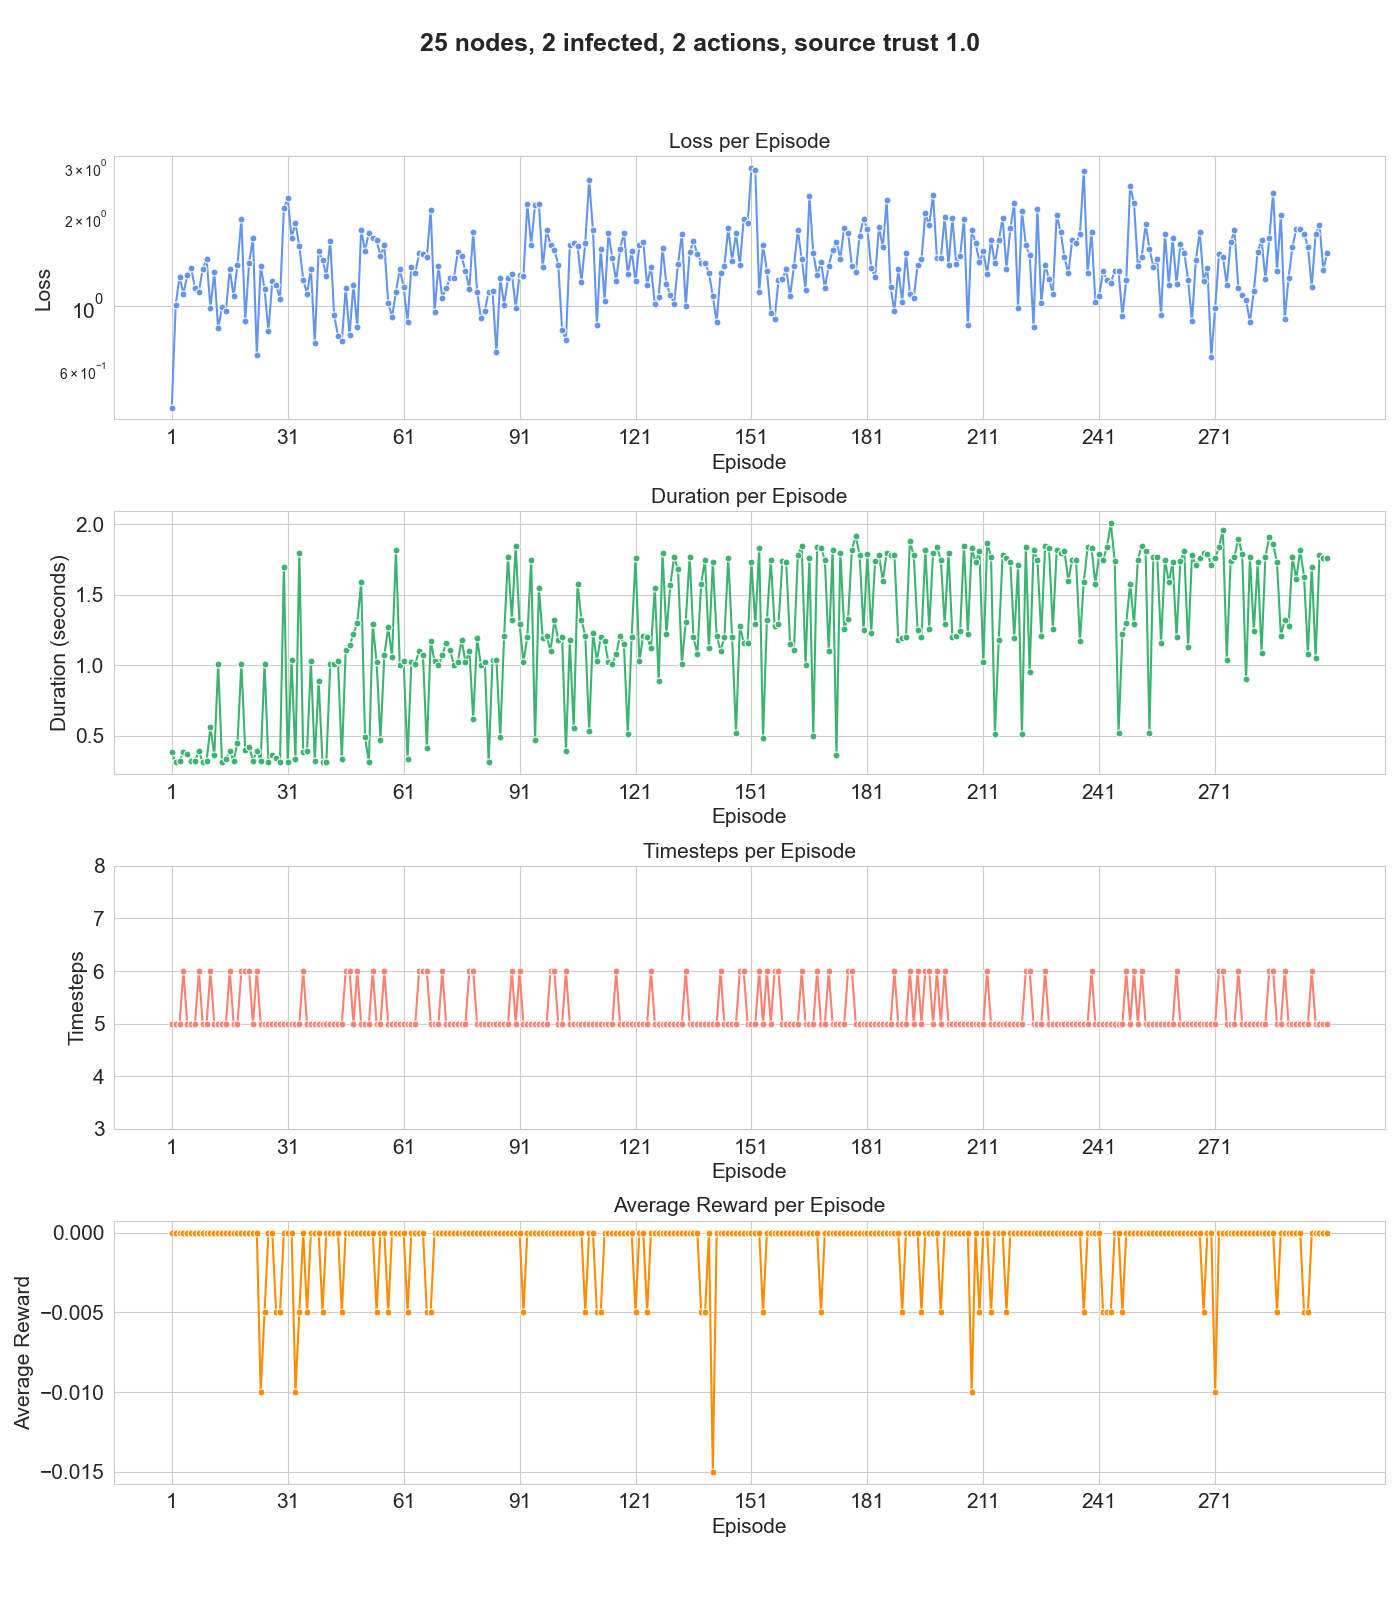 25 nodes, 2 infected, 2 actions, source trust 1.0
Loss per Episode
3 × 10⁰
2 × 10⁰
10⁰
6 × 10⁻¹
Loss
1 31 61 91 121 151 181 211 241 271
Episode
Duration per Episode
2.0
1.5
1.0
0.5
Duration (seconds)
1 31 61 91 121 151 181 211 241 271
Episode
Timesteps per Episode
8
7
6
5
4
3
Timesteps
1 31 61 91 121 151 181 211 241 271
Episode
Average Reward per Episode
0.000
−0.005
−0.010
−0.015
Average Reward
1 31 61 91 121 151 181 211 241 271
Episode